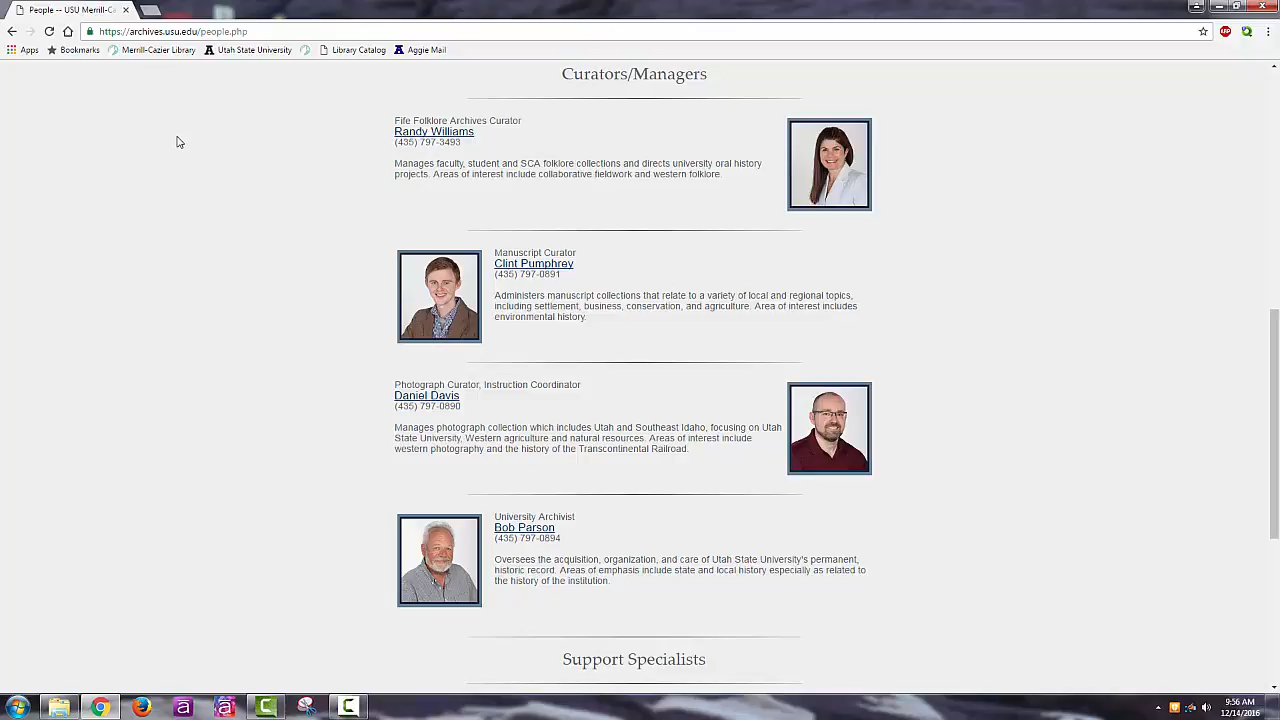 People -- USU Merrill-Ca
https://archives.usu.edu/people.php
Apps Bookmarks Merrill-Cazier Library Utah State University Library Catalog Aggie Mail
Curators/Managers
Fife Folklore Archives Curator
Randy Williams
(435) 797-3493
Manages faculty, student and SCA folklore collections and directs university oral history
projects. Areas of interest include collaborative fieldwork and western folklore.
Manuscript Curator
Clint Pumphrey
(435) 797-0891
Administers manuscript collections that relate to a variety of local and regional topics,
including settlement, business, conservation, and agriculture. Area of interest includes
environmental history.
Photograph Curator, Instruction Coordinator
Daniel Davis
(435) 797-0890
Manages photograph collection which includes Utah and Southeast Idaho, focusing on Utah
State University, Western agriculture and natural resources. Areas of interest include
western photography and the history of the Transcontinental Railroad.
University Archivist
Bob Parson
(435) 797-0894
Oversees the acquisition, organization, and care of Utah State University's permanent,
historic record. Areas of emphasis include state and local history especially as related to
the history of the institution.
Support Specialists
9:56 AM
12/14/2016